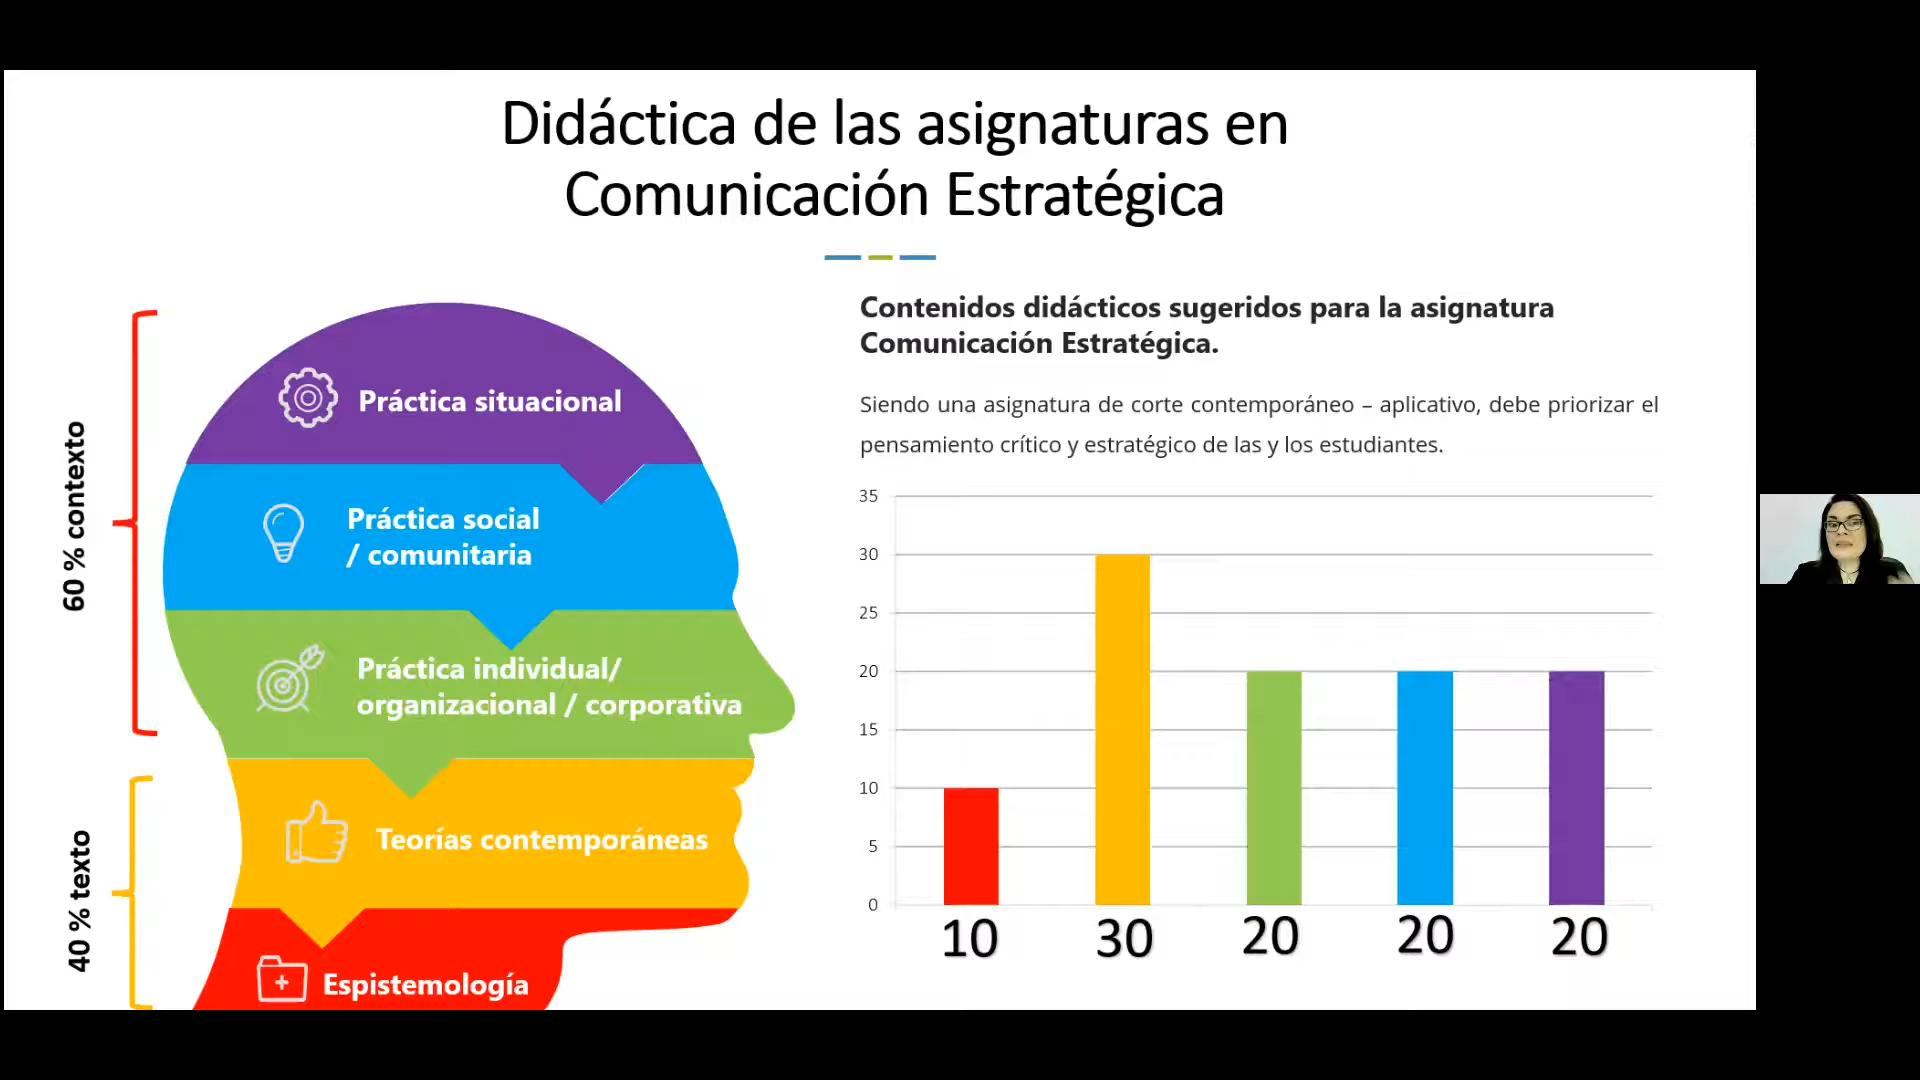 Didáctica de las asignaturas en
Comunicación Estratégica
60 % contexto
40 % texto
Práctica situacional
Práctica social
/ comunitaria
Práctica individual/
organizacional / corporativa
Teorías contemporáneas
Espistemología
Contenidos didácticos sugeridos para la asignatura
Comunicación Estratégica.
Siendo una asignatura de corte contemporáneo – aplicativo, debe priorizar el
pensamiento crítico y estratégico de las y los estudiantes.
35
30
25
20
15
10
5
0
10 30 20 20 20